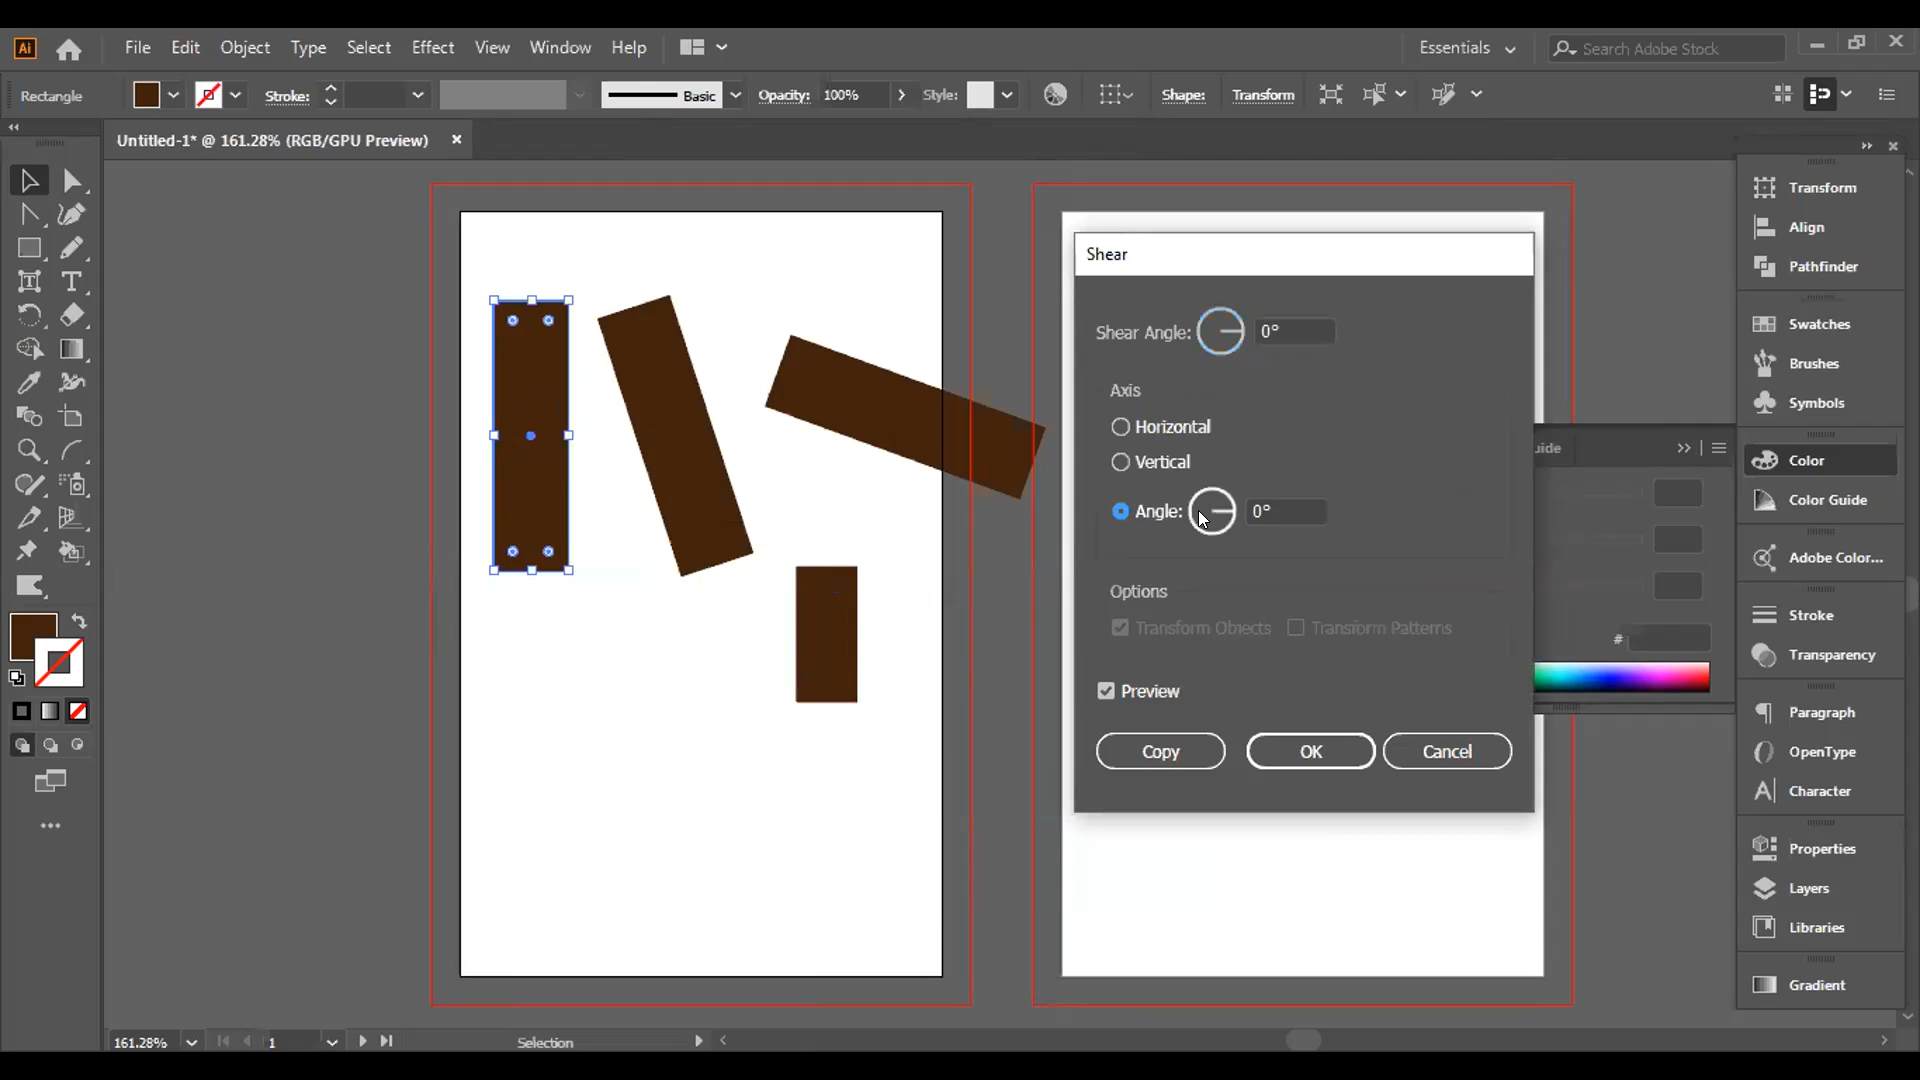 Ai File Edit Object Type Select Effect View Window Help Essentials Search Adobe Stock
Rectangle Stroke: Basic Opacity: 100% Style: Shape: Transform
Untitled-1* @ 161.28% (RGB/GPU Preview)
Shear
Shear Angle: 0°
Axis
Horizontal
Vertical
Angle: 0°
Options
Transform Objects Transform Patterns
Preview
Copy OK Cancel
uide
#
Transform
Align
Pathfinder
Swatches
Brushes
Symbols
Color
Color Guide
Adobe Color...
Stroke
Transparency
Paragraph
OpenType
Character
Properties
Layers
Libraries
Gradient
161.28% 1 Selection